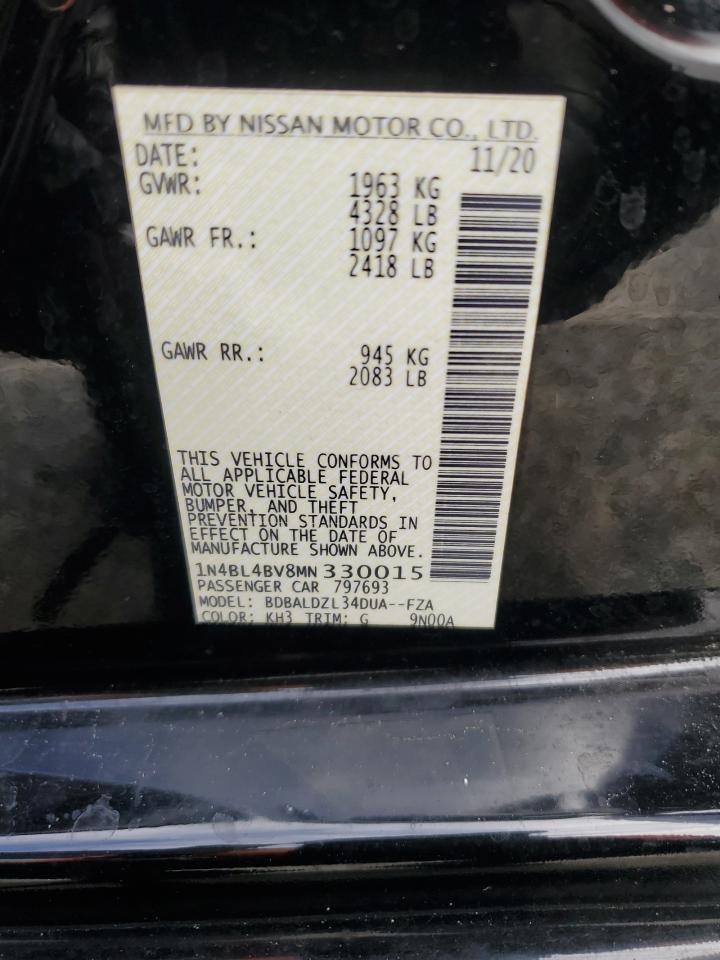 MFD BY NISSAN MOTOR CO., LTD.
DATE: 11/20
GVWR: 1963 KG
4328 LB
GAWR FR.: 1097 KG
2418 LB
GAWR RR.: 945 KG
2083 LB
THIS VEHICLE CONFORMS TO
ALL APPLICABLE FEDERAL
MOTOR VEHICLE SAFETY,
BUMPER, AND THEFT
PREVENTION STANDARDS IN
EFFECT ON THE DATE OF
MANUFACTURE SHOWN ABOVE.
1N4BL4BV8MN 330015
PASSENGER CAR 797693
MODEL: BDBALDZL34DUA--FZA
COLOR: KH3 TRIM: G 9N00A